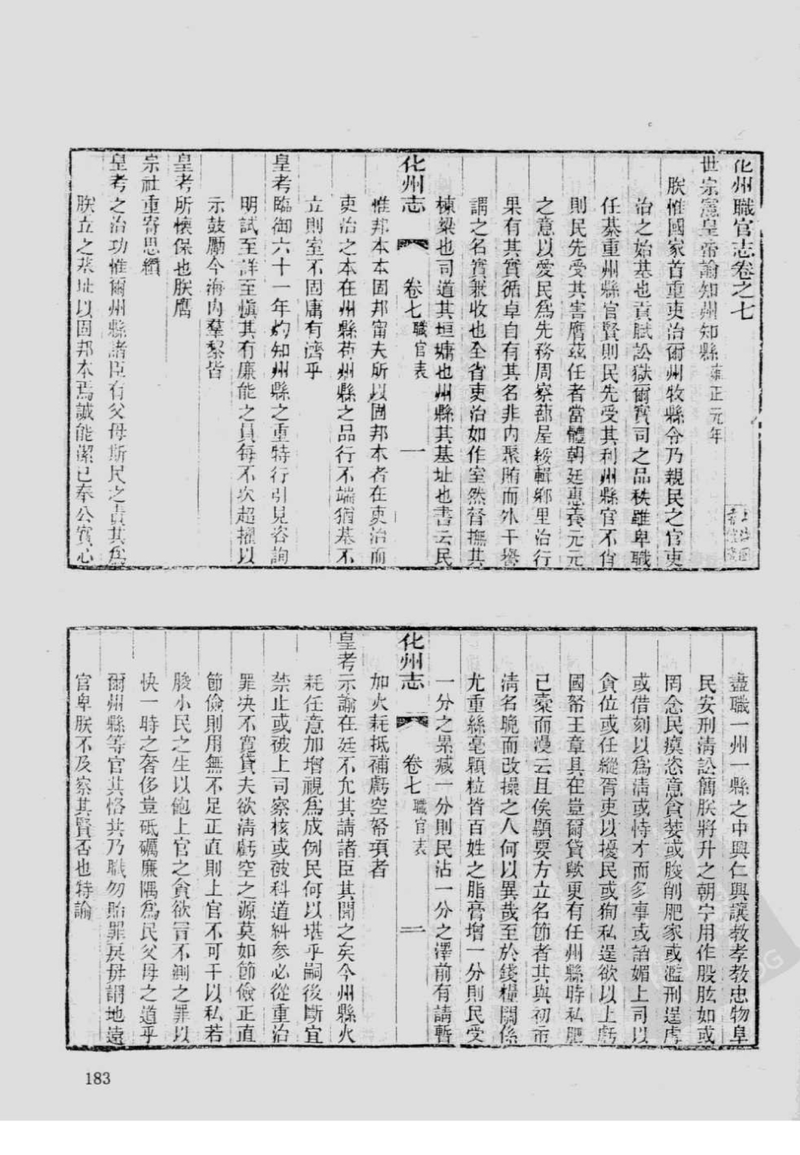 化州職官志卷之七
世宗憲皇帝諭知州知縣雍正元年
朕惟國家首重吏治爾州牧縣令乃親民之官吏
治之始基也貢賦訟獄爾實司之品秩雖卑職
任綦重州縣官賢則民先受其利州縣官不肖
則民先受其害膺茲任者當體朝廷惠養元元
之意以愛民為先務周察蔀屋綏輯鄉里治行
果有其實循卓自有其名非內聚賄而外干譽
謂之名實兼收也全省吏治如作室然督撫其
棟梁也司道其垣墉也州縣其基址也書云民
化州志
卷七職官表
一
惟邦本本固邦甯夫所以固邦本者在吏治而
吏治之本在州縣苟州縣之品行不端猶基不
立則室不固庸有濟乎
皇考臨御六十一年灼知州縣之重特行引見咨詢
明試至詳至慎其有廉能之員每不次超擢以
示鼓勵今海內羣黎皆
皇考所懷保也朕膺
宗社重寄思纘
皇考之治功惟爾州縣諸臣有父母斯民之責其為
朕立之基址以固邦本焉誠能潔己奉公實心
盡職一州一縣之中興仁興讓教孝教忠物阜
民安刑清訟簡朕將升之朝宁用作股肱如或
罔念民瘼恣意貪婪或朘削肥家或濫刑逞虐
或借刻以為清或恃才而多事或諂媚上司以
貪位或任縱胥吏以擾民或徇私逞欲以上虧
國帑王章具在豈爾貸歟更有任州縣時私肥
已橐而漫云且俟顯要方立名節者其與初市
清名晚而改操之人何以異哉至於錢糧關係
尤重絲毫顆粒皆百姓之脂膏增一分則民受
一分之累減一分則民沾一分之澤前有請暫
化州志
卷七職官表
二
加火耗抵補虧空帑項者
皇考示諭在廷不允其請諸臣其聞之矣今州縣火
耗任意加增視為成例民何以堪乎嗣後斷宜
禁止或被上司察核或被科道糾參必從重治
罪決不寬貸夫欲清虧空之源莫如節儉正直
節儉則用無不足正直則上官不可干以私若
朘小民之生以飽上官之貪欲冒不測之罪以
快一時之奢侈豈砥礪廉隅為民父母之道乎
爾州縣等官其恪共乃職勿貽罪戾毋謂地遠
官卑朕不及察其賢否也特諭
183